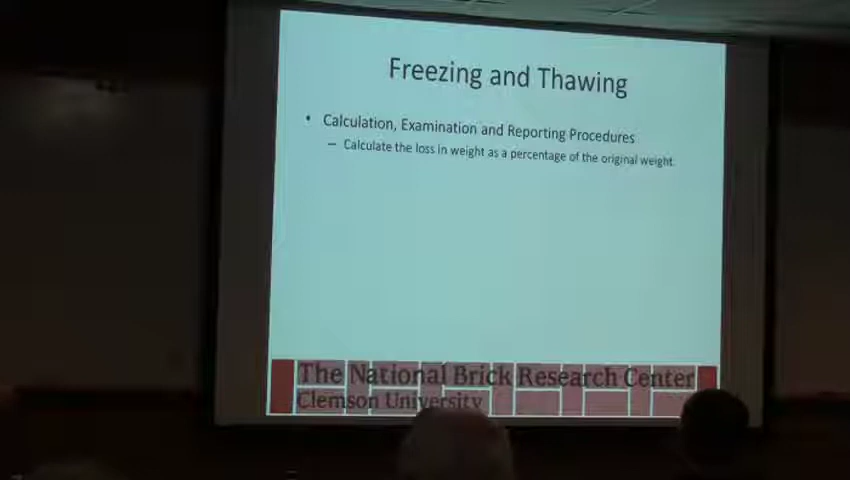 Freezing and Thawing
• Calculation, Examination and Reporting Procedures
– Calculate the loss in weight as a percentage of the original weight.
The National Brick Research Center
Clemson University